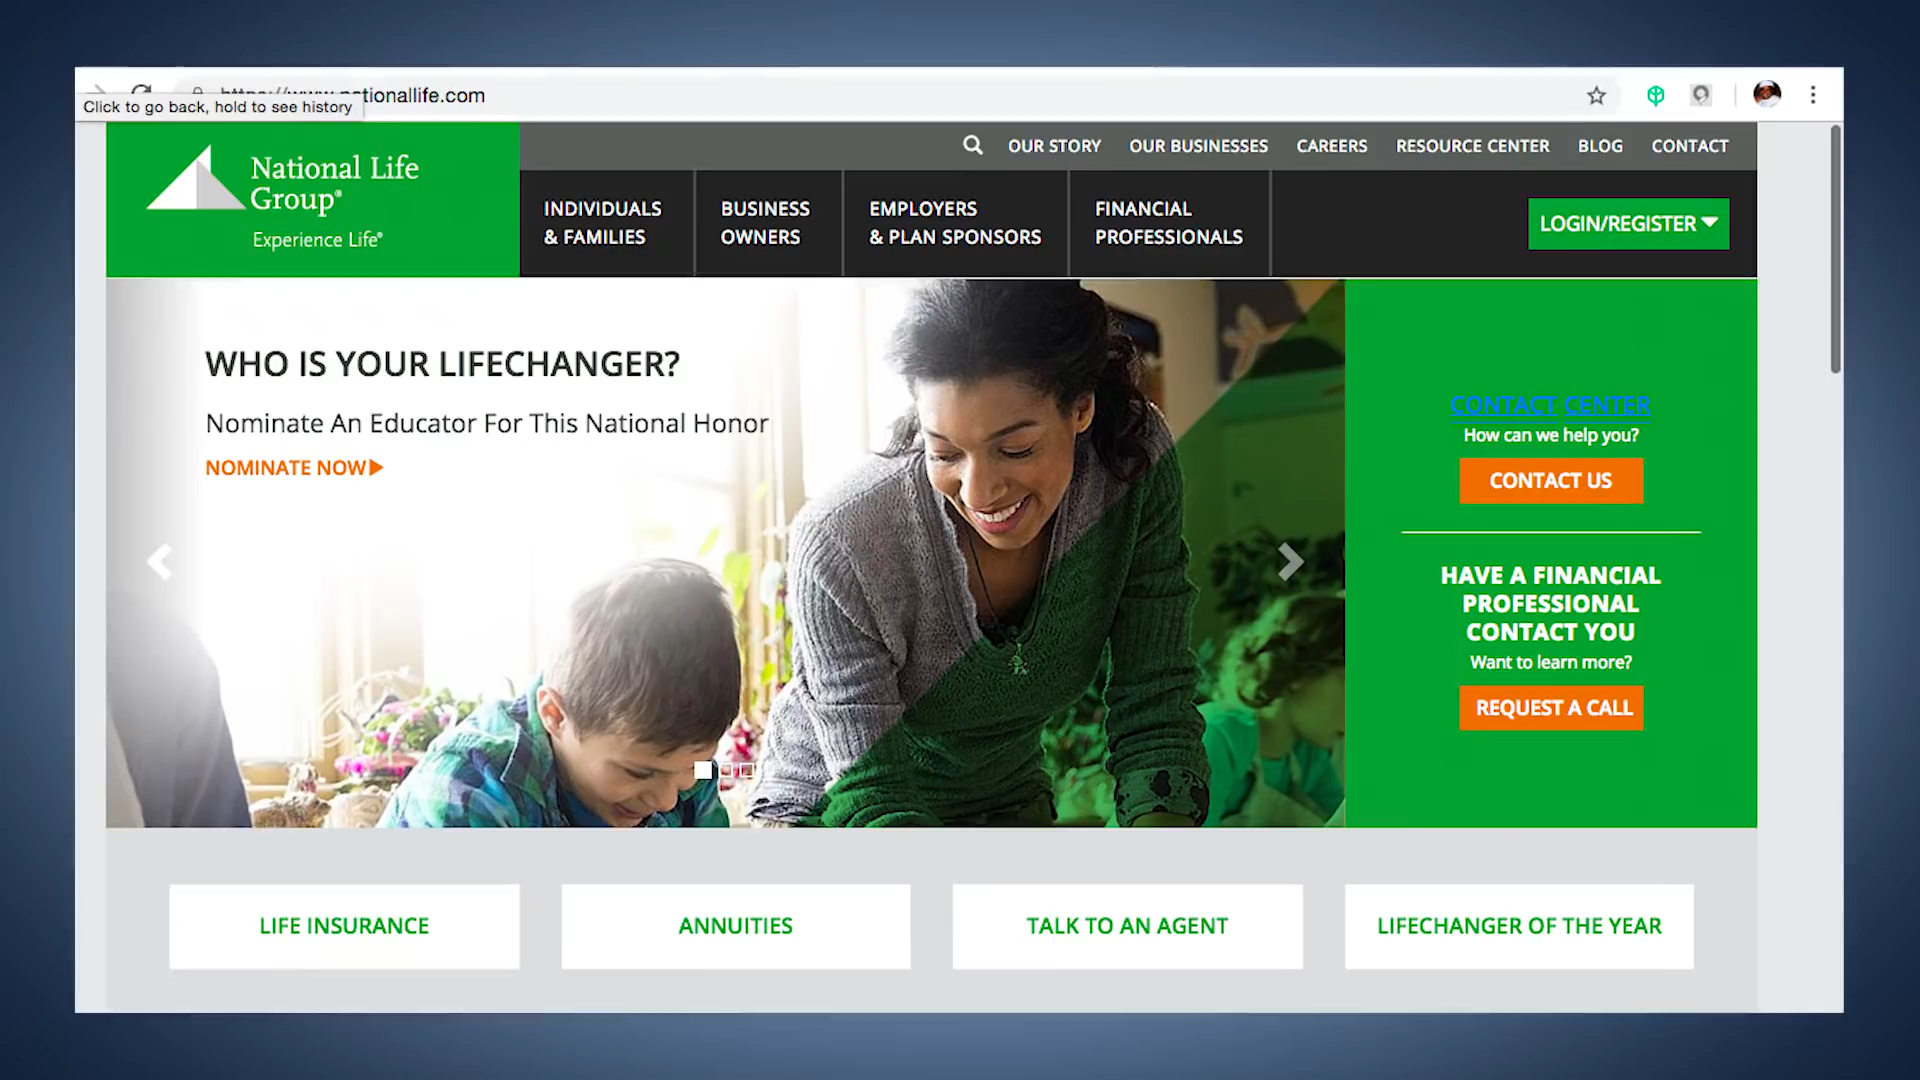 https://www.nationallife.com
Click to go back, hold to see history
National Life
Group®
Experience Life®
OUR STORY
OUR BUSINESSES
CAREERS
RESOURCE CENTER
BLOG
CONTACT
INDIVIDUALS
& FAMILIES
BUSINESS
OWNERS
EMPLOYERS
& PLAN SPONSORS
FINANCIAL
PROFESSIONALS
LOGIN/REGISTER
WHO IS YOUR LIFECHANGER?
Nominate An Educator For This National Honor
NOMINATE NOW
CONTACT CENTER
How can we help you?
CONTACT US
HAVE A FINANCIAL
PROFESSIONAL
CONTACT YOU
Want to learn more?
REQUEST A CALL
LIFE INSURANCE
ANNUITIES
TALK TO AN AGENT
LIFECHANGER OF THE YEAR